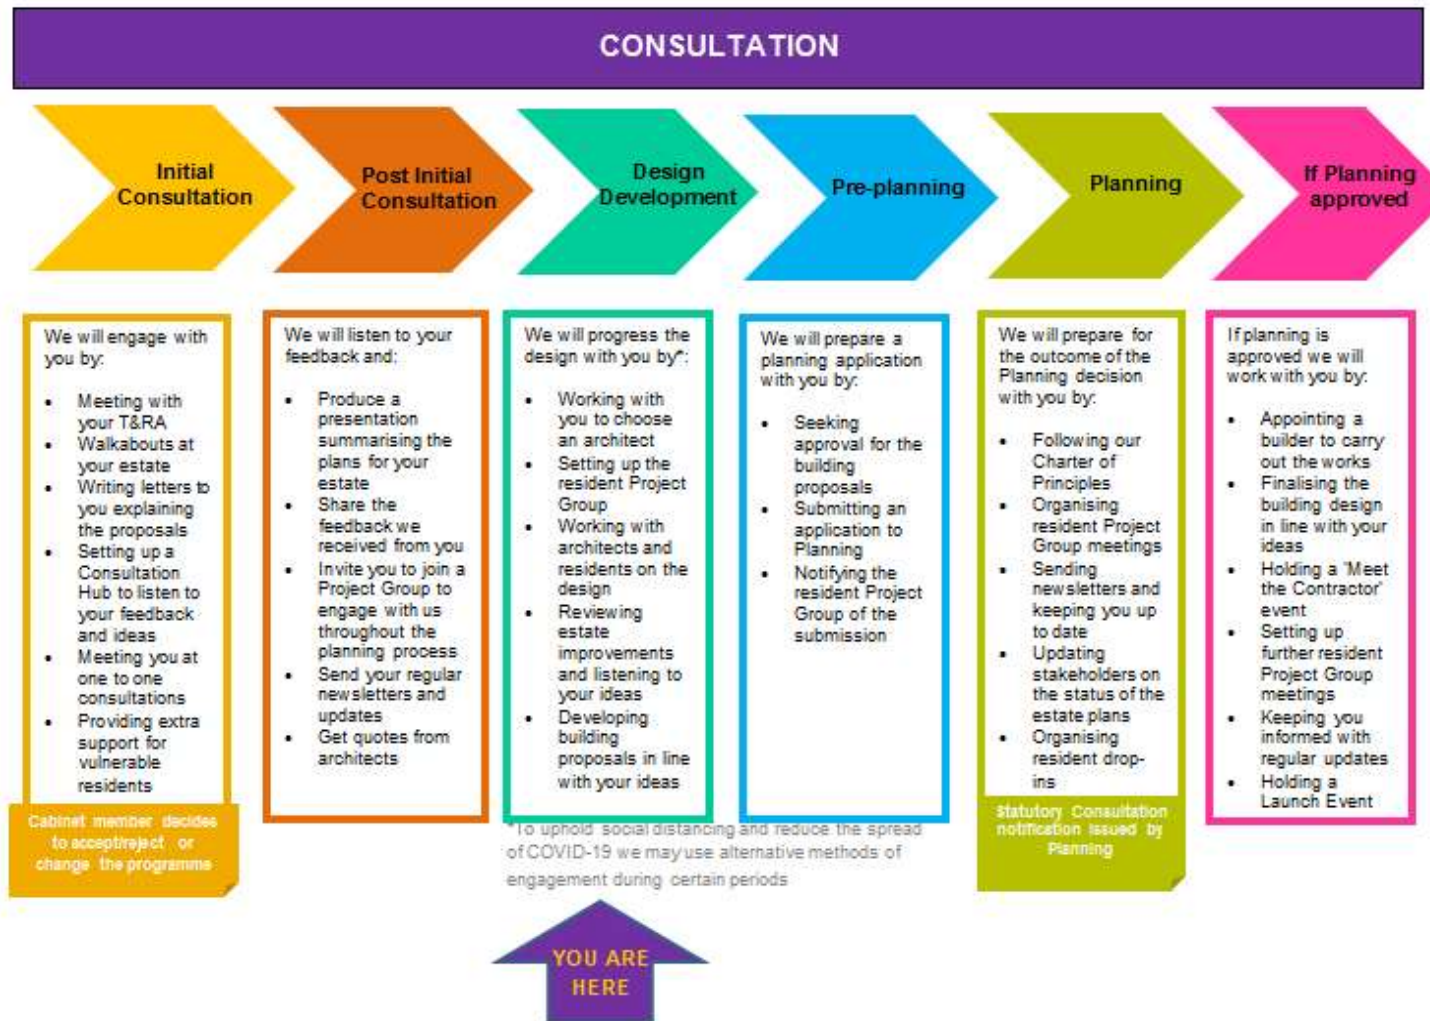 CONSULTATION
Initial
Consultation
Post Initial
Consultation
Design
Development
Pre-planning
Planning
If Planning
approved
We will engage with
you by:
• Meeting with
your T&RA
• Walkabouts at
your estate
• Writing letters to
you explaining
the proposals
• Setting up a
Consultation
Hub to listen to
your feedback
and ideas
• Meeting you at
one to one
consultations
• Providing extra
support for
vulnerable
residents
Cabinet member decides
to accept/reject or
change the programme
We will listen to your
feedback and:
• Produce a
presentation
summarising the
plans for your
estate
• Share the
feedback we
received from you
• Invite you to join a
Project Group to
engage with us
throughout the
planning process
• Send your regular
newsletters and
updates
• Get quotes from
architects
We will progress the
design with you by*:
• Working with
you to choose
an architect
• Setting up the
resident Project
Group
• Working with
architects and
residents on the
design
• Reviewing
estate
improvements
and listening to
your ideas
• Developing
building
proposals in line
with your ideas
*To uphold social distancing and reduce the spread
of COVID-19 we may use alternative methods of
engagement during certain periods
We will prepare a
planning application
with you by:
• Seeking
approval for the
building
proposals
• Submitting an
application to
Planning
• Notifying the
resident Project
Group of the
submission
We will prepare for
the outcome of the
Planning decision
with you by:
• Following our
Charter of
Principles
• Organising
resident Project
Group meetings
• Sending
newsletters and
keeping you up
to date
• Updating
stakeholders on
the status of the
estate plans
• Organising
resident drop-
ins
Statutory Consultation
notification issued by
Planning
If planning is
approved we will
work with you by:
• Appointing a
builder to carry
out the works
• Finalising the
building design
in line with your
ideas
• Holding a 'Meet
the Contractor'
event
• Setting up
further resident
Project Group
meetings
• Keeping you
informed with
regular updates
• Holding a
Launch Event
YOU ARE
HERE